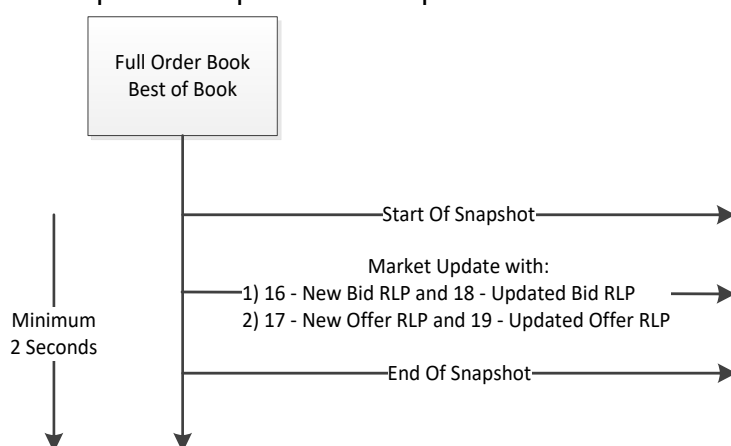 Full Order Book
Best of Book
Start Of Snapshot
Market Update with:
1) 16 - New Bid RLP and 18 - Updated Bid RLP
2) 17 - New Offer RLP and 19 - Updated Offer RLP
Minimum
2 Seconds
End Of Snapshot